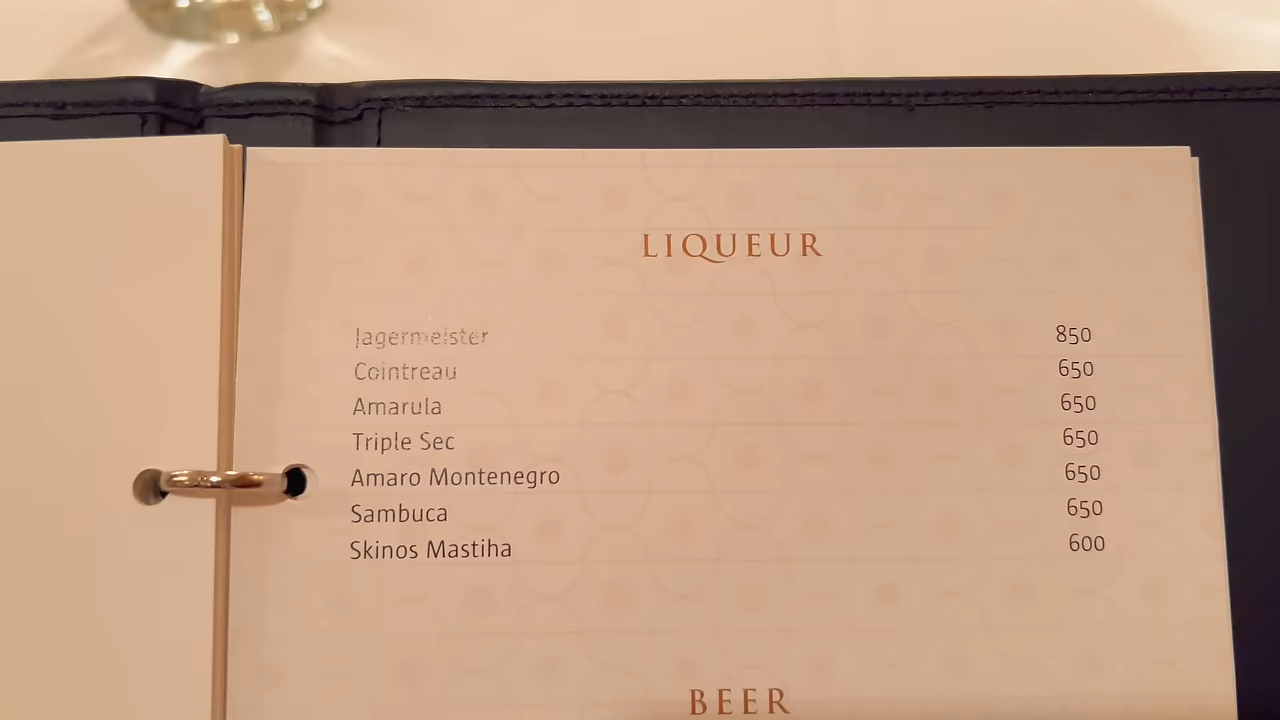 LIQUEUR
Jagermeister 850
Cointreau 650
Amarula 650
Triple Sec 650
Amaro Montenegro 650
Sambuca 650
Skinos Mastiha 600
BEER